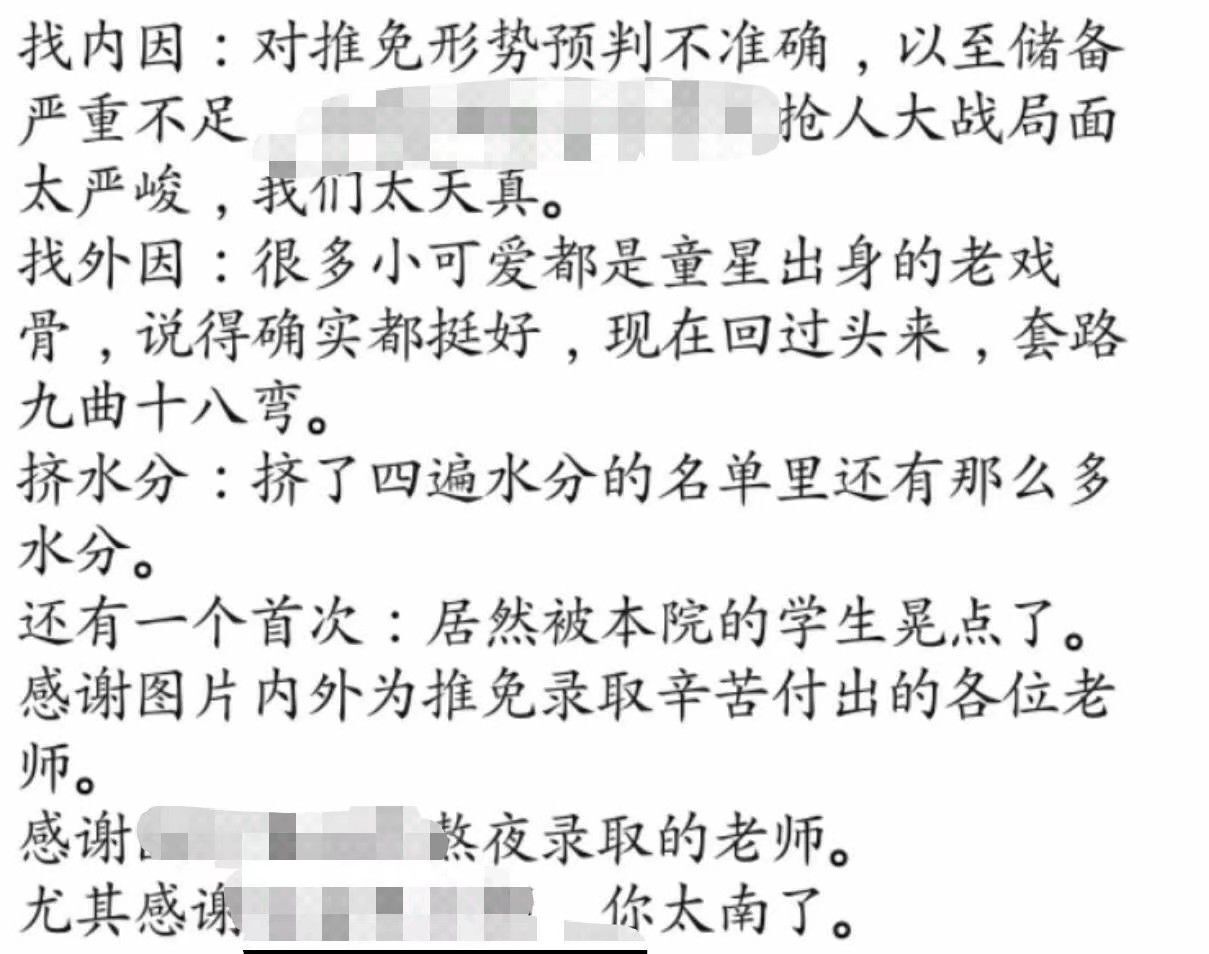 找内因：对推免形势预判不准确，以至储备
严重不足 抢人大战局面
太严峻，我们太天真。
找外因：很多小可爱都是童星出身的老戏
骨，说得确实都挺好，现在回过头来，套路
九曲十八弯。
挤水分：挤了四遍水分的名单里还有那么多
水分。
还有一个首次：居然被本院的学生晃点了。
感谢图片内外为推免录取辛苦付出的各位老
师。
感谢 熬夜录取的老师。
尤其感谢 你太南了。